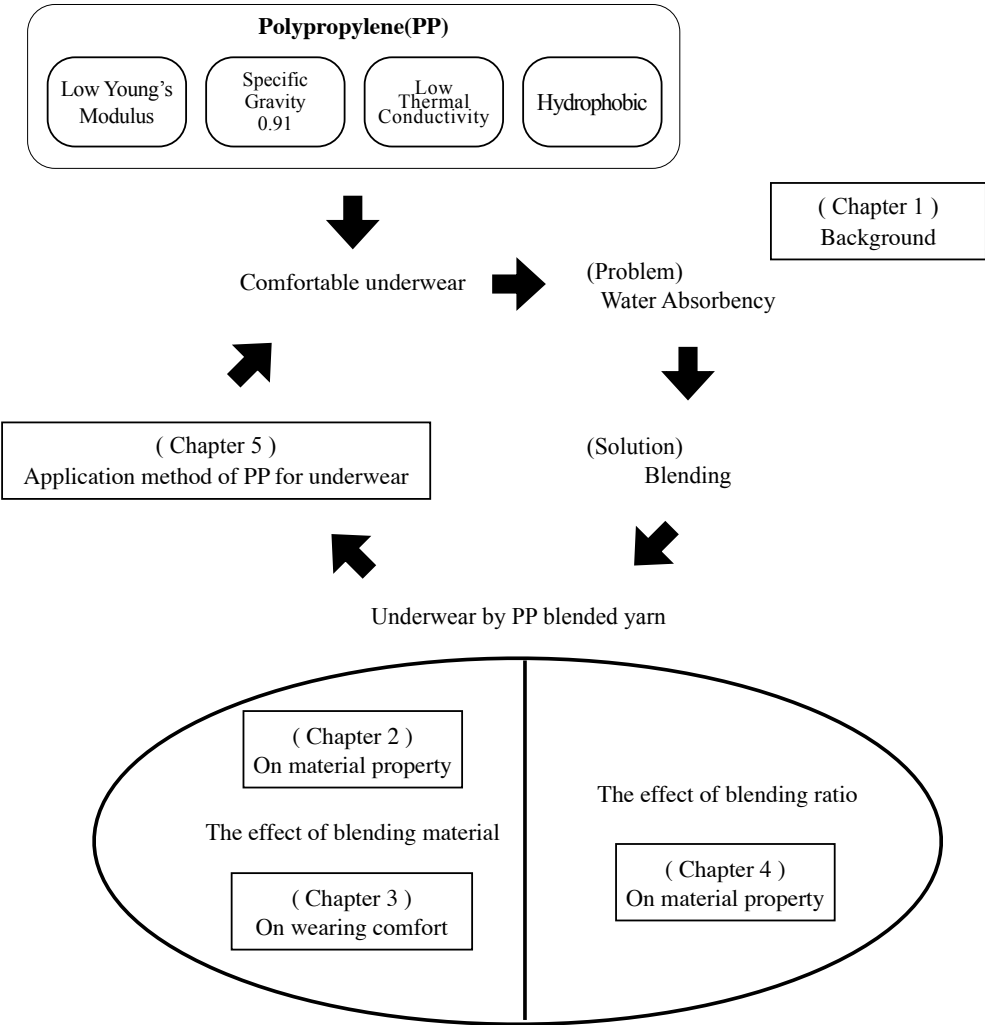 Polypropylene(PP)
Low Young's
Modulus
Specific
Gravity
0.91
Low
Thermal
Conductivity
Hydrophobic
( Chapter 1 )
Background
Comfortable underwear
(Problem)
Water Absorbency
( Chapter 5 )
Application method of PP for underwear
(Solution)
Blending
Underwear by PP blended yarn
( Chapter 2 )
On material property
The effect of blending material
( Chapter 3 )
On wearing comfort
The effect of blending ratio
( Chapter 4 )
On material property